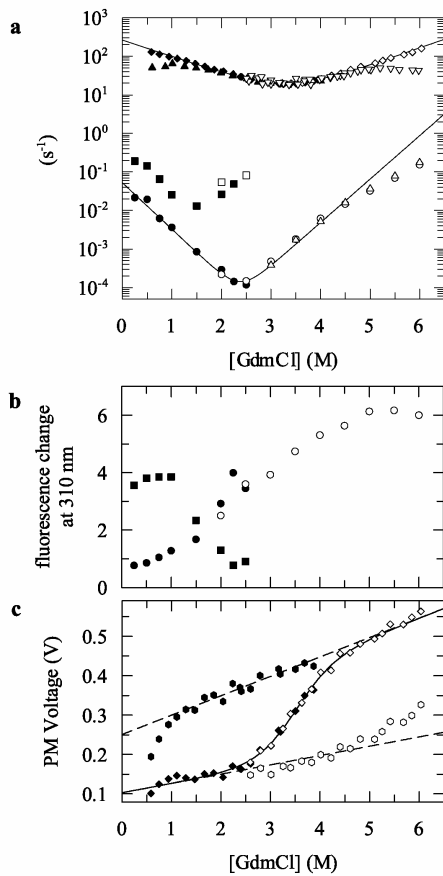 a
10³
10²
10¹
10⁰
10⁻¹
10⁻²
10⁻³
10⁻⁴
(s⁻¹)
0 1 2 3 4 5 6
[GdmCl] (M)
b
6
4
2
0
fluorescence change
at 310 nm
c
0.5
0.4
0.3
0.2
0.1
PM Voltage (V)
0 1 2 3 4 5 6
[GdmCl] (M)